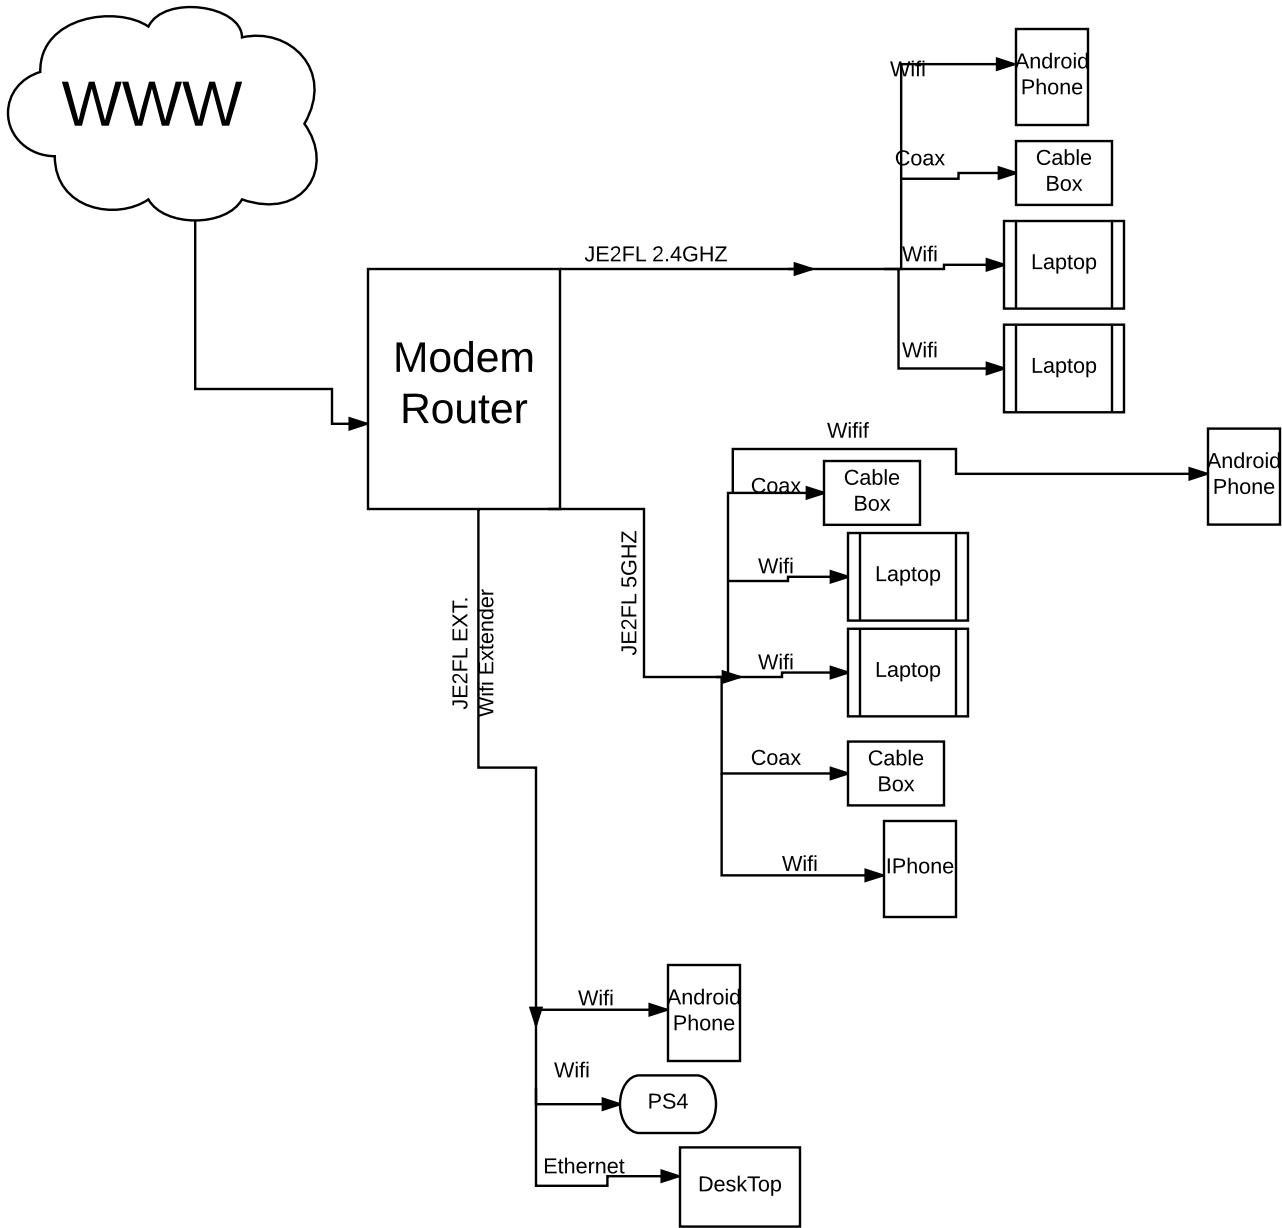 WWW
Wifi
Android
Phone
Coax
Cable
Box
JE2FL 2.4GHZ
Wifi
Laptop
Modem
Router
Wifi
Laptop
Wifif
Android
Phone
Coax
Cable
Box
JE2FL 5GHZ
Wifi
Laptop
JE2FL EXT.
Wifi Extender
Wifi
Laptop
Coax
Cable
Box
Wifi
IPhone
Wifi
Android
Phone
Wifi
PS4
Ethernet
DeskTop